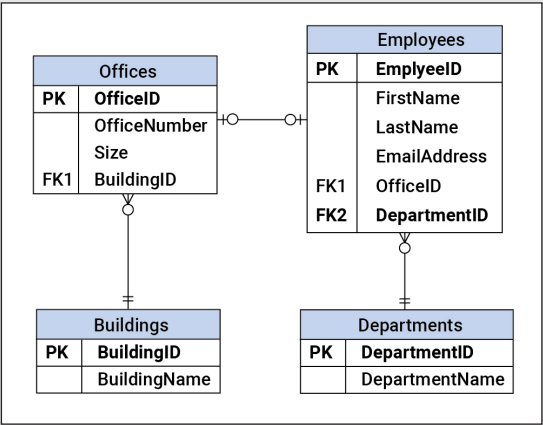 Offices
PK OfficeID
OfficeNumber
Size
FK1 BuildingID
Employees
PK EmplyeeID
FirstName
LastName
EmailAddress
FK1 OfficeID
FK2 DepartmentID
Buildings
PK BuildingID
BuildingName
Departments
PK DepartmentID
DepartmentName